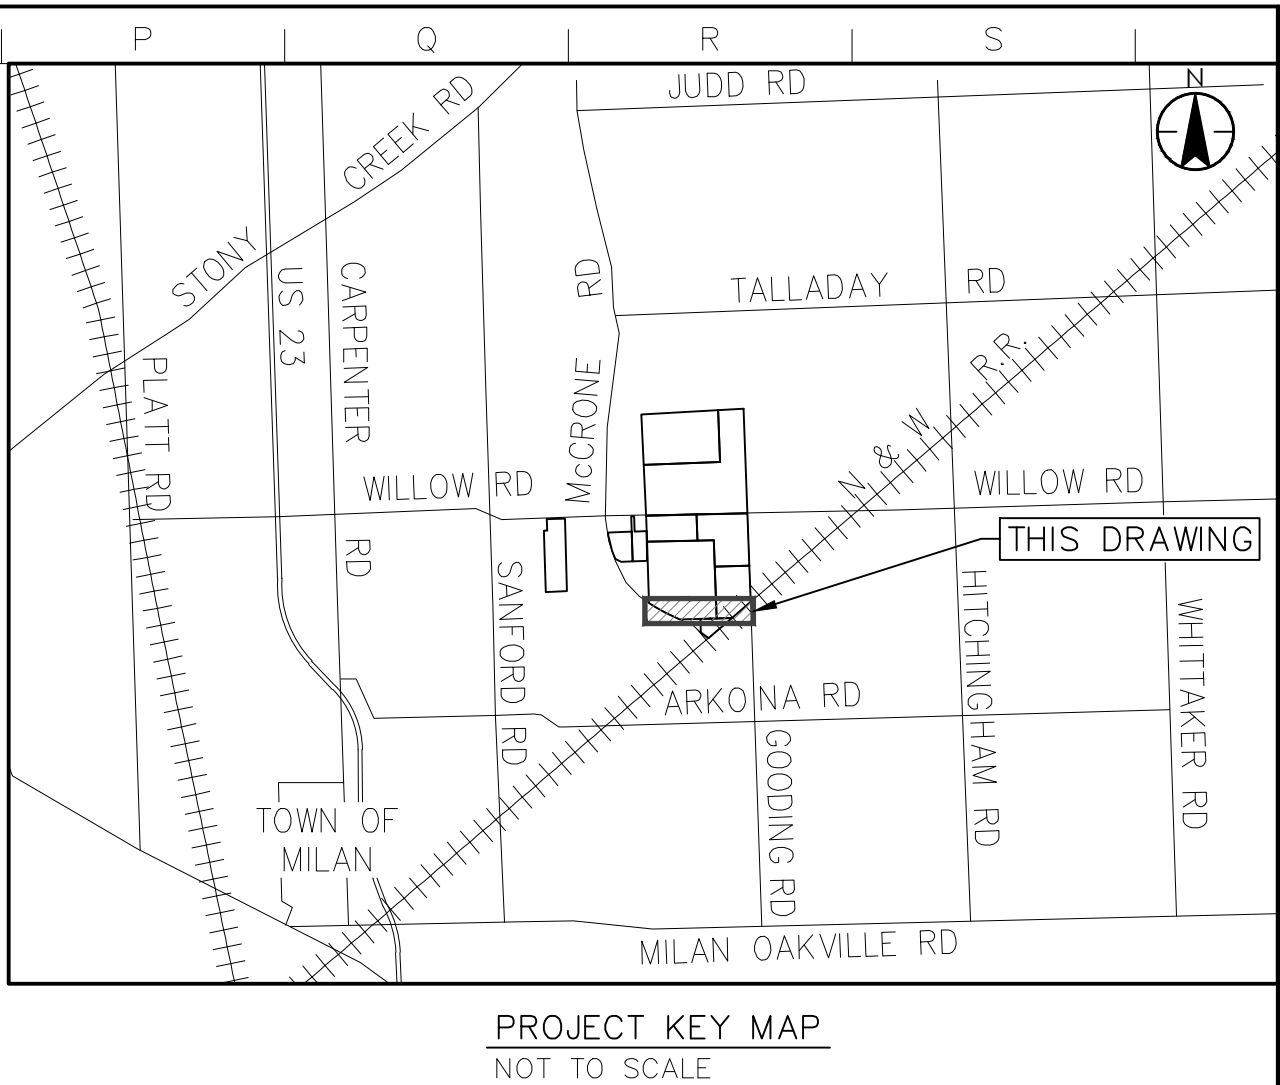 P Q R S
JUDD RD
N
STONY CREEK RD
US 23
CARPENTER RD
McCRONE RD
TALLADAY RD
PLATT RD
N & W R.R.
WILLOW RD
WILLOW RD
THIS DRAWING
SANFORD RD
HITCHINGHAM RD
WHITTAKER RD
ARKONA RD
GOODING RD
TOWN OF
MILAN
MILAN OAKVILLE RD
PROJECT KEY MAP
NOT TO SCALE